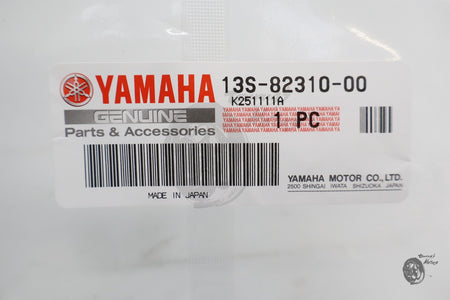 YAMAHA
GENUINE
Parts & Accessories
13S-82310-00
K251111A
1 PC
MADE IN JAPAN
YAMAHA MOTOR CO.,LTD.
2500 SHINGAI IWATA SHIZUOKA JAPAN